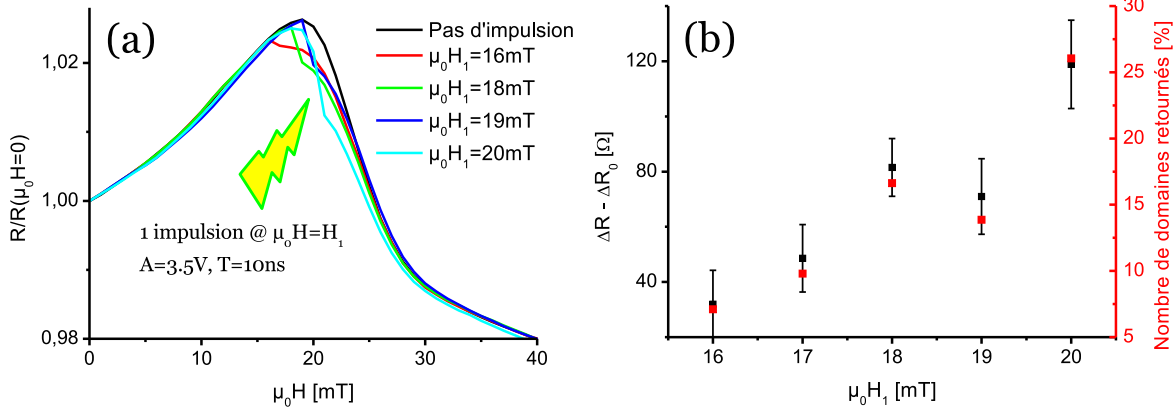 (a)
Pas d'impulsion
μ₀H₁=16mT
μ₀H₁=18mT
μ₀H₁=19mT
μ₀H₁=20mT
1 impulsion @ μ₀H=H₁
A=3.5V, T=10ns
R/R(μ₀H=0)
1,02
1,00
0,98
0
10
20
30
40
μ₀H [mT]
(b)
ΔR - ΔR₀ [Ω]
120
80
40
16
17
18
19
20
μ₀H₁ [mT]
30
25
20
15
10
5
Nombre de domaines retournés [%]